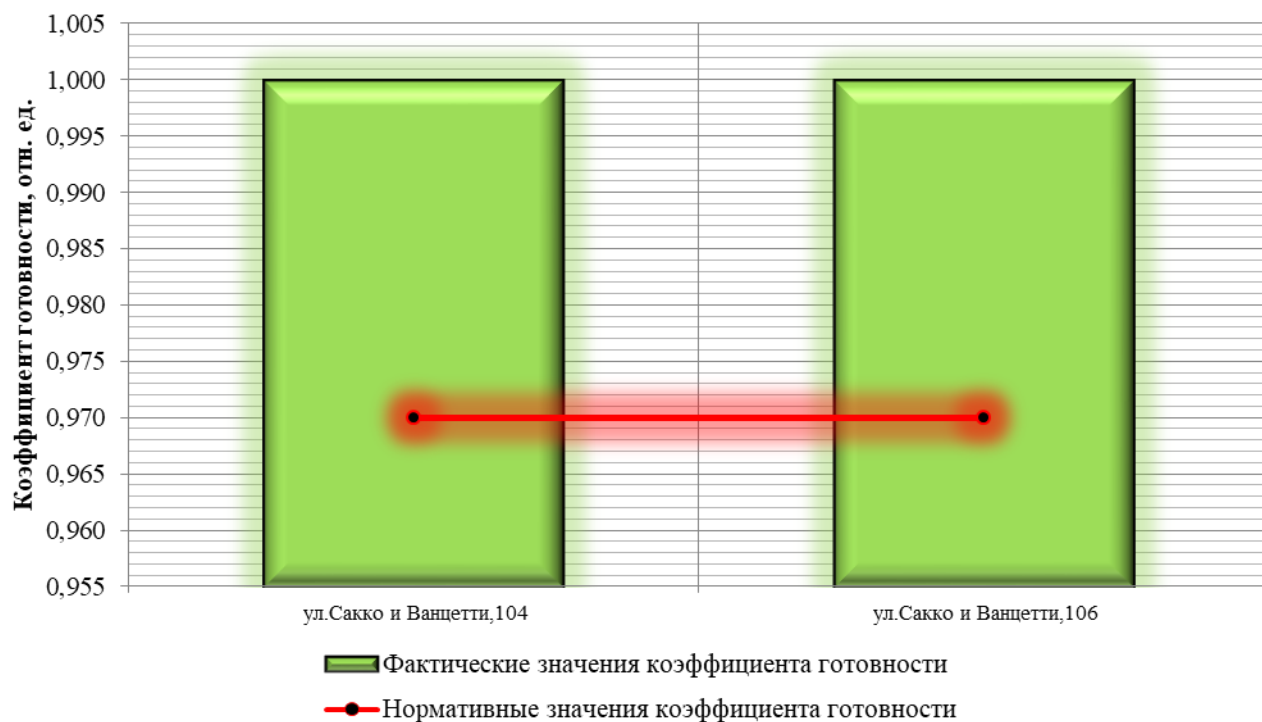 Коэффициент готовности, отн. ед.
1,005
1,000
0,995
0,990
0,985
0,980
0,975
0,970
0,965
0,960
0,955
ул.Сакко и Ванцетти,104
ул.Сакко и Ванцетти,106
Фактические значения коэффициента готовности
Нормативные значения коэффициента готовности